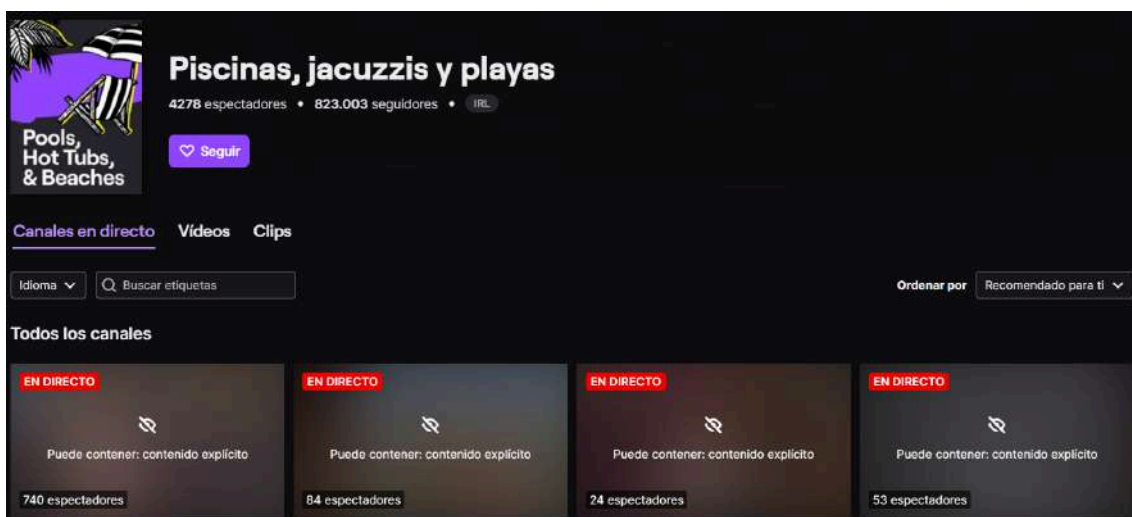 Pools,
Hot Tubs,
& Beaches
Piscinas, jacuzzis y playas
4278 espectadores • 823.003 seguidores • IRL
Seguir
Canales en directo Vídeos Clips
Idioma Buscar etiquetas Ordenar por Recomendado para ti
Todos los canales
EN DIRECTO EN DIRECTO EN DIRECTO EN DIRECTO
Puede contener: contenido explícito Puede contener: contenido explícito Puede contener: contenido explícito Puede contener: contenido explícito
740 espectadores 84 espectadores 24 espectadores 53 espectadores